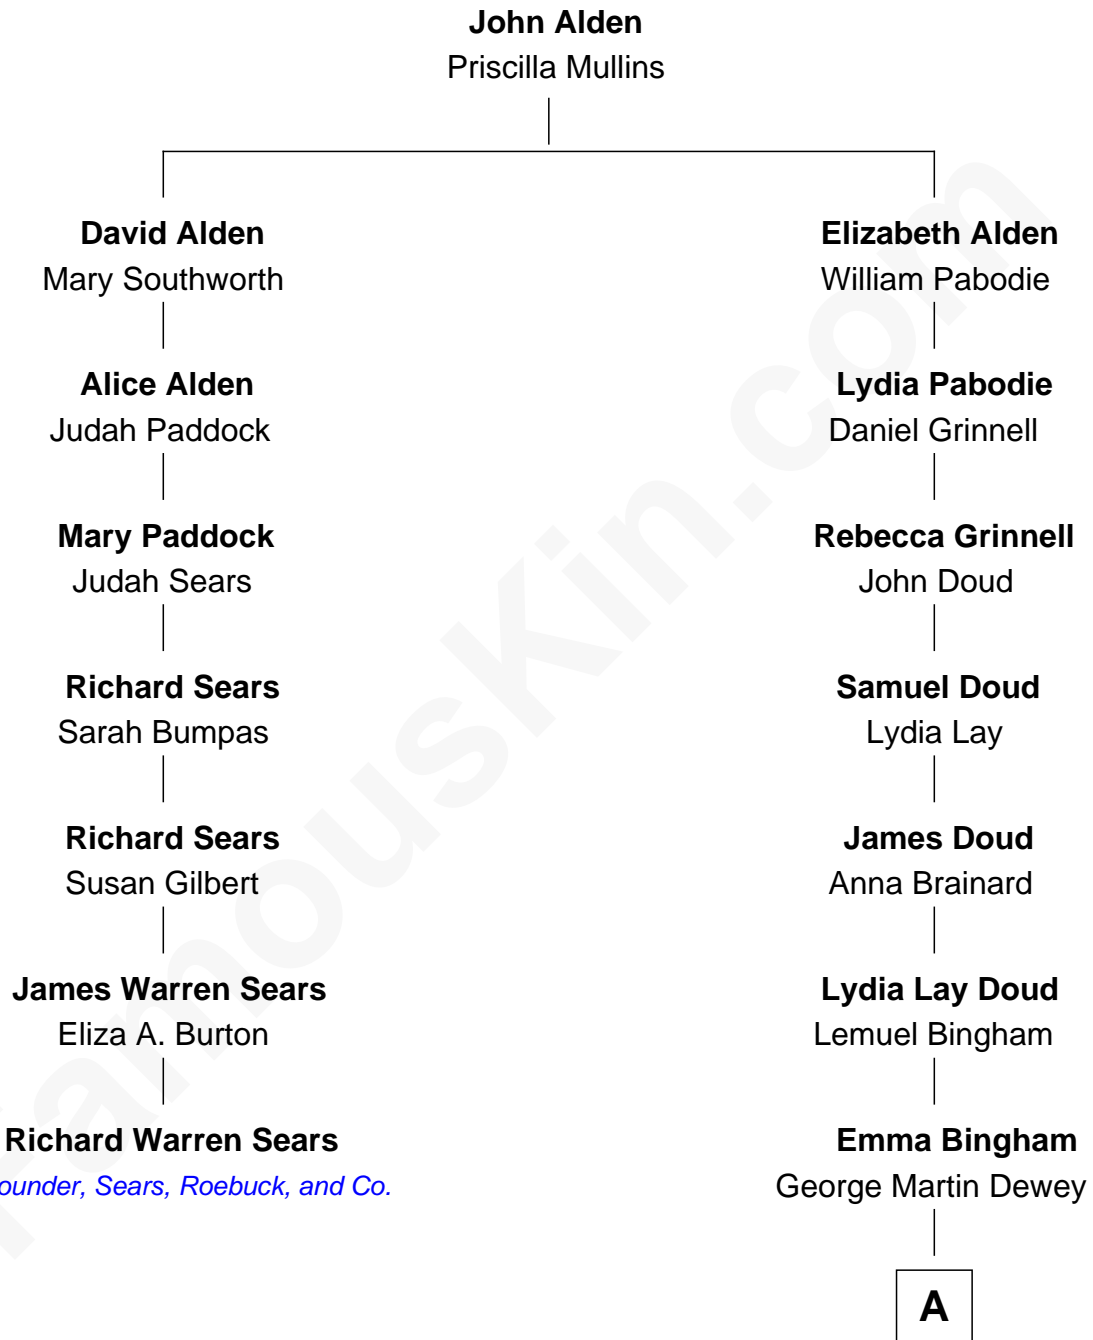 John Alden
Priscilla Mullins
David Alden
Mary Southworth
Alice Alden
Judah Paddock
Mary Paddock
Judah Sears
Richard Sears
Sarah Bumpas
Richard Sears
Susan Gilbert
James Warren Sears
Eliza A. Burton
Richard Warren Sears
ounder, Sears, Roebuck, and Co.
Elizabeth Alden
William Pabodie
Lydia Pabodie
Daniel Grinnell
Rebecca Grinnell
John Doud
Samuel Doud
Lydia Lay
James Doud
Anna Brainard
Lydia Lay Doud
Lemuel Bingham
Emma Bingham
George Martin Dewey
A
FamousKin.com